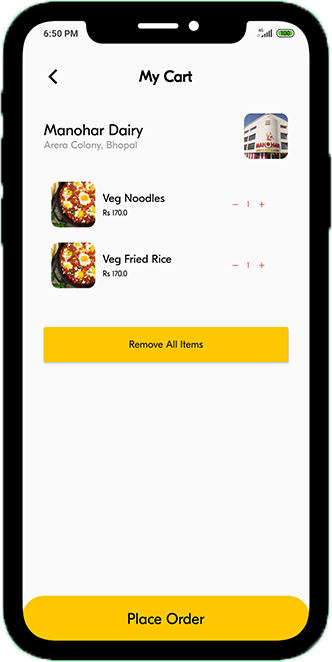 6:50 PM
4G
100
My Cart
Manohar Dairy
Arera Colony, Bhopal
MANOHAR
Veg Noodles
Rs 170.0
− 1 +
Veg Fried Rice
Rs 170.0
− 1 +
Remove All Items
Place Order